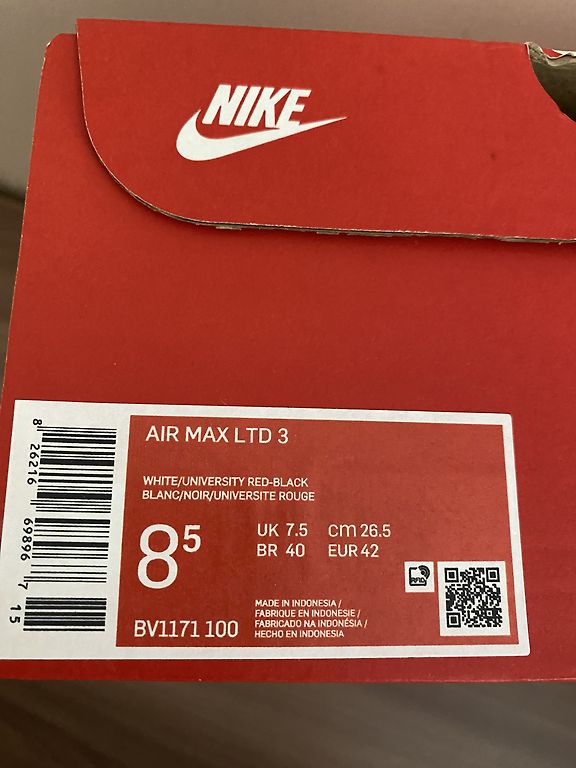 NIKE
AIR MAX LTD 3
WHITE/UNIVERSITY RED-BLACK
BLANC/NOIR/UNIVERSITE ROUGE
8⁵
UK 7.5 cm 26.5
BR 40 EUR 42
RFID
BV1171 100
MADE IN INDONESIA /
FABRIQUE EN INDONESIE /
FABRICADO NA INDONÉSIA /
HECHO EN INDONESIA
8 26216 69896 7 15